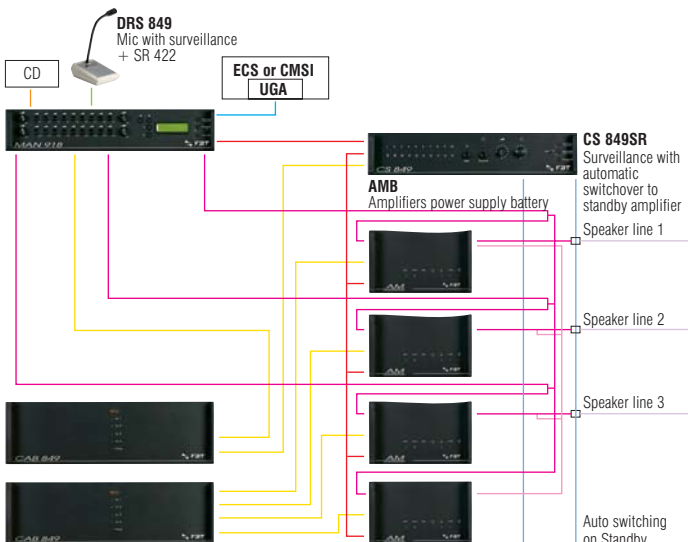 DRS 849
Mic with surveillance
+ SR 422
CD
ECS or CMSI
UGA
MAN 918
FBT
CS 849
FBT
CS 849SR
Surveillance with
automatic
switchover to
standby amplifier
AMB
Amplifiers power supply battery
Speaker line 1
AM
FBT
Speaker line 2
AM
FBT
Speaker line 3
CAB 849
FBT
AM
FBT
CAB 849
FBT
AM
FBT
Auto switching
on Standby